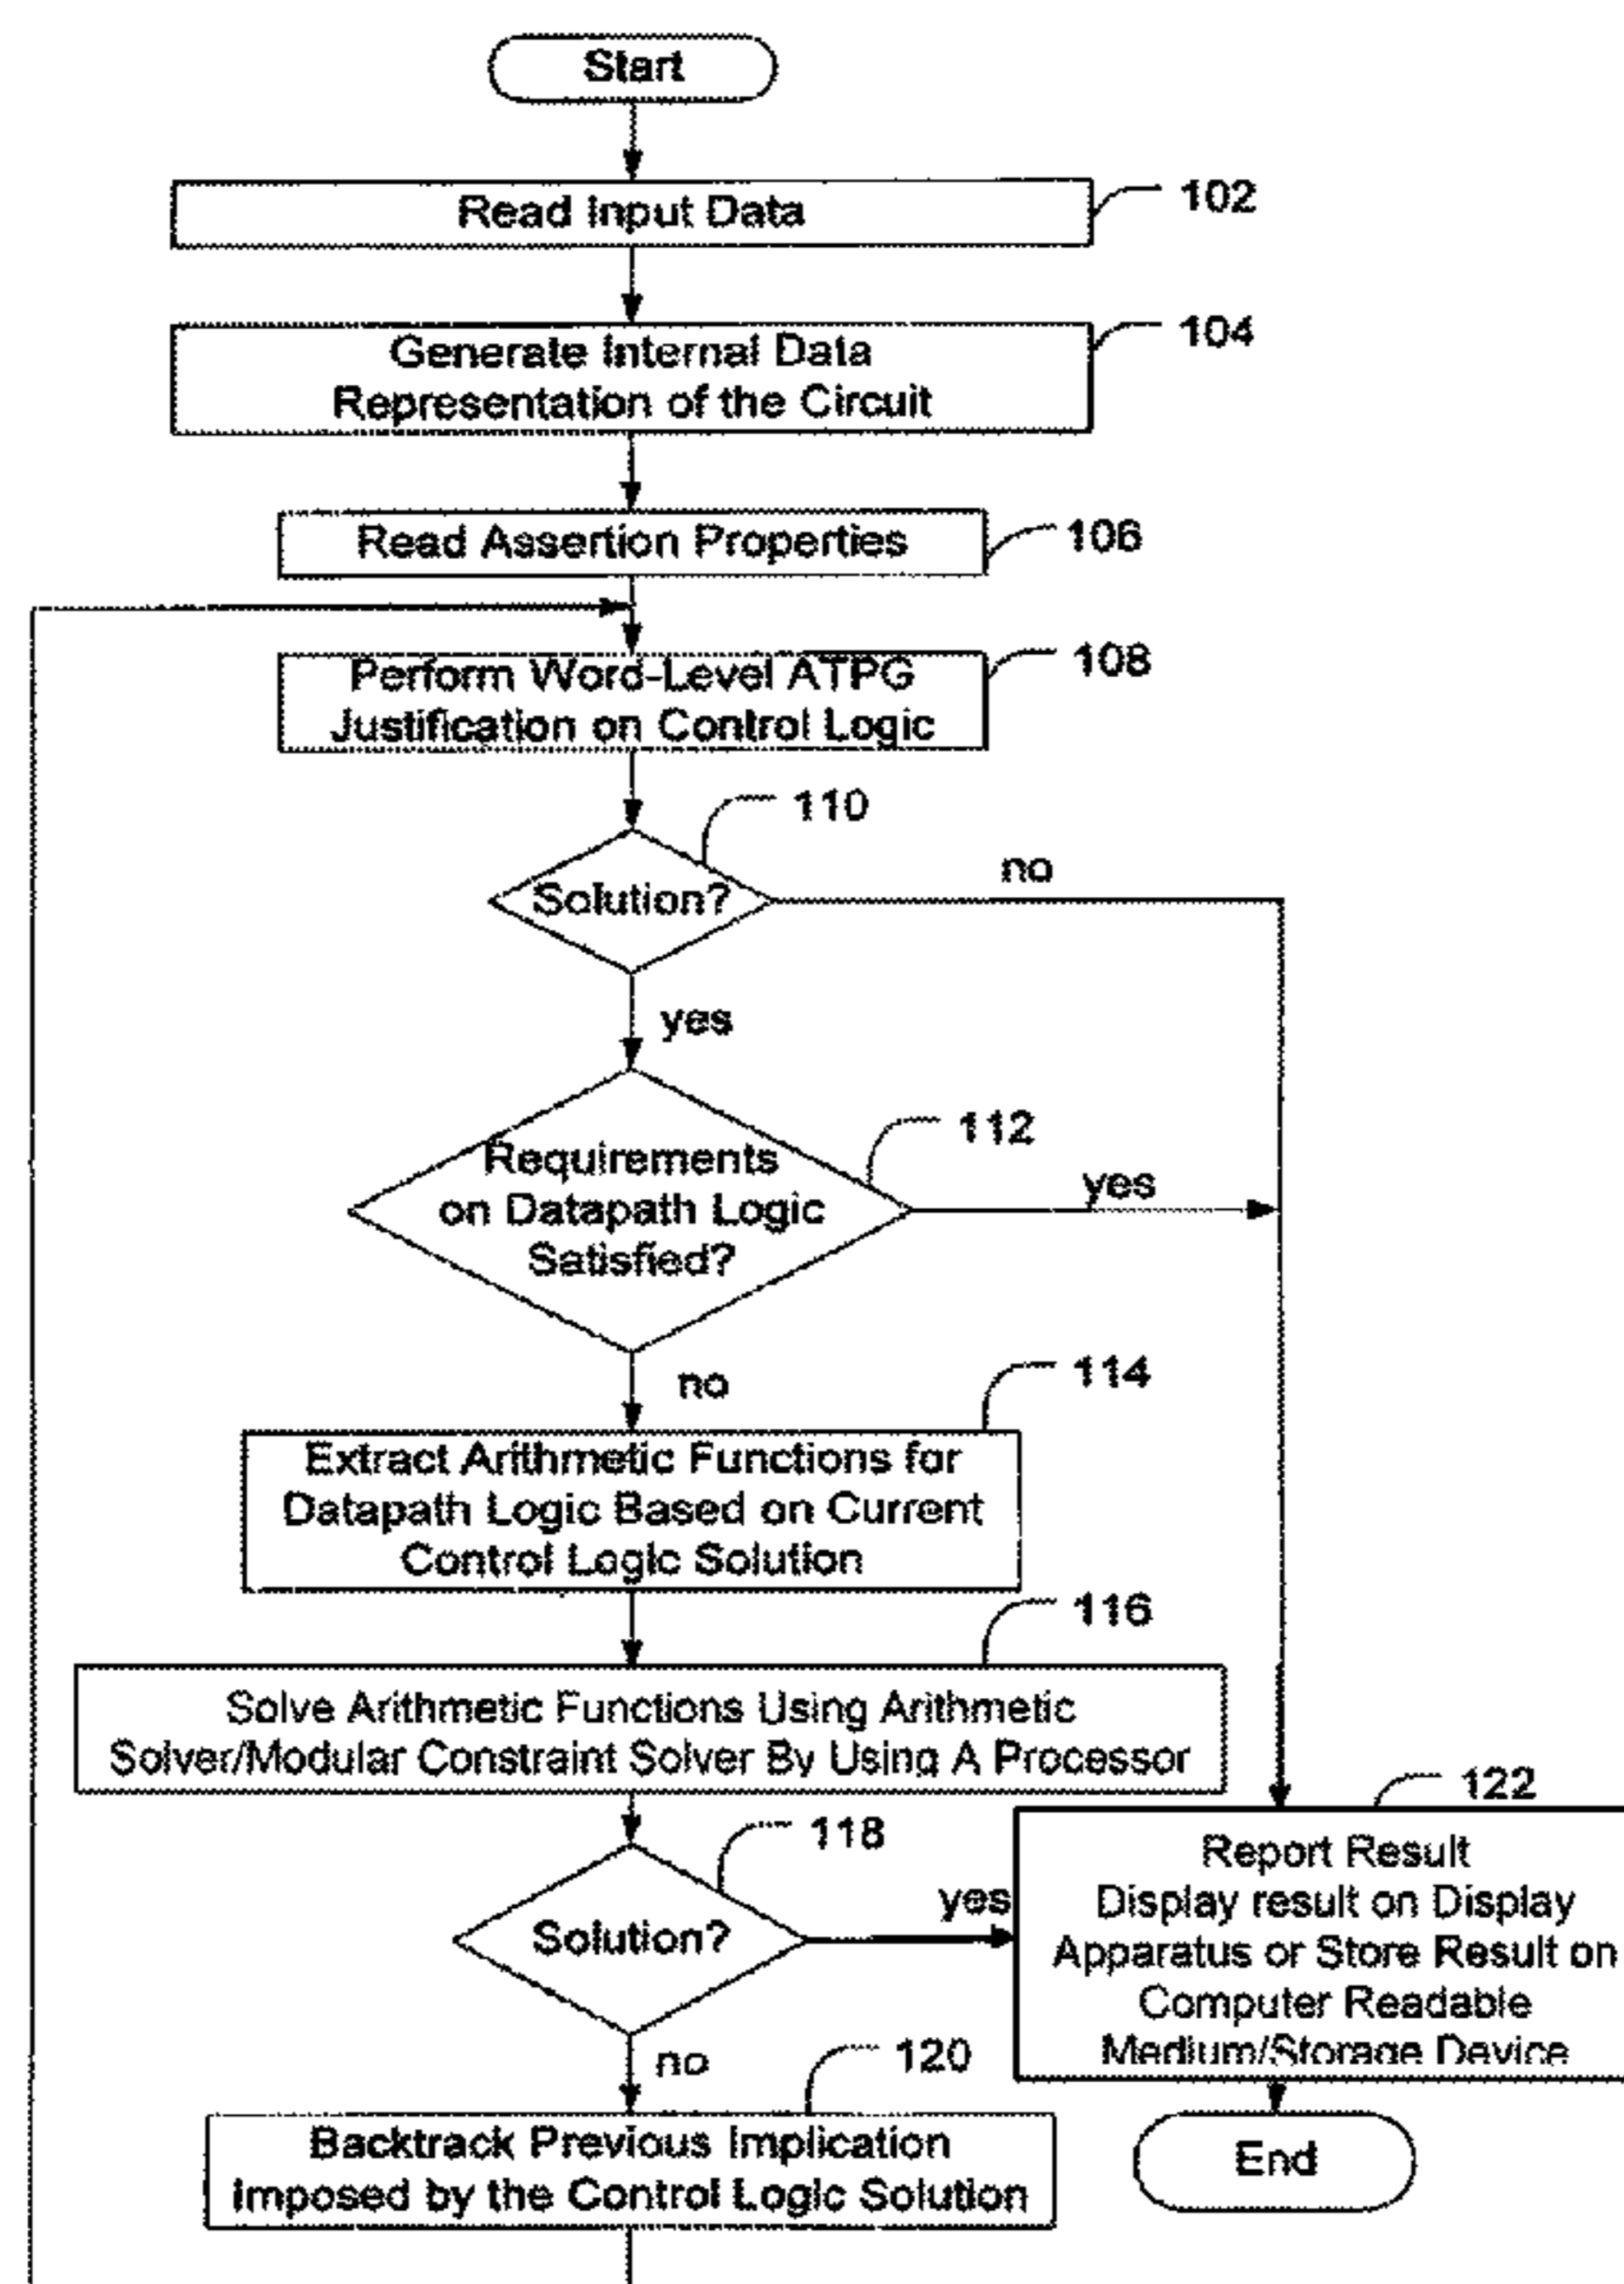 Start
Read Input Data
102
Generate Internal Data
Representation of the Circuit
104
Read Assertion Properties
106
Perform Word-Level ATPG
Justification on Control Logic
108
110
Solution?
no
yes
112
Requirements
on Datapath Logic
Satisfied?
yes
no
114
Extract Arithmetic Functions for
Datapath Logic Based on Current
Control Logic Solution
116
Solve Arithmetic Functions Using Arithmetic
Solver/Modular Constraint Solver By Using A Processor
118
Solution?
yes
122
Report Result
Display result on Display
Apparatus or Store Result on
Computer Readable
Medium/Storage Device
no
120
Backtrack Previous Implication
Imposed by the Control Logic Solution
End